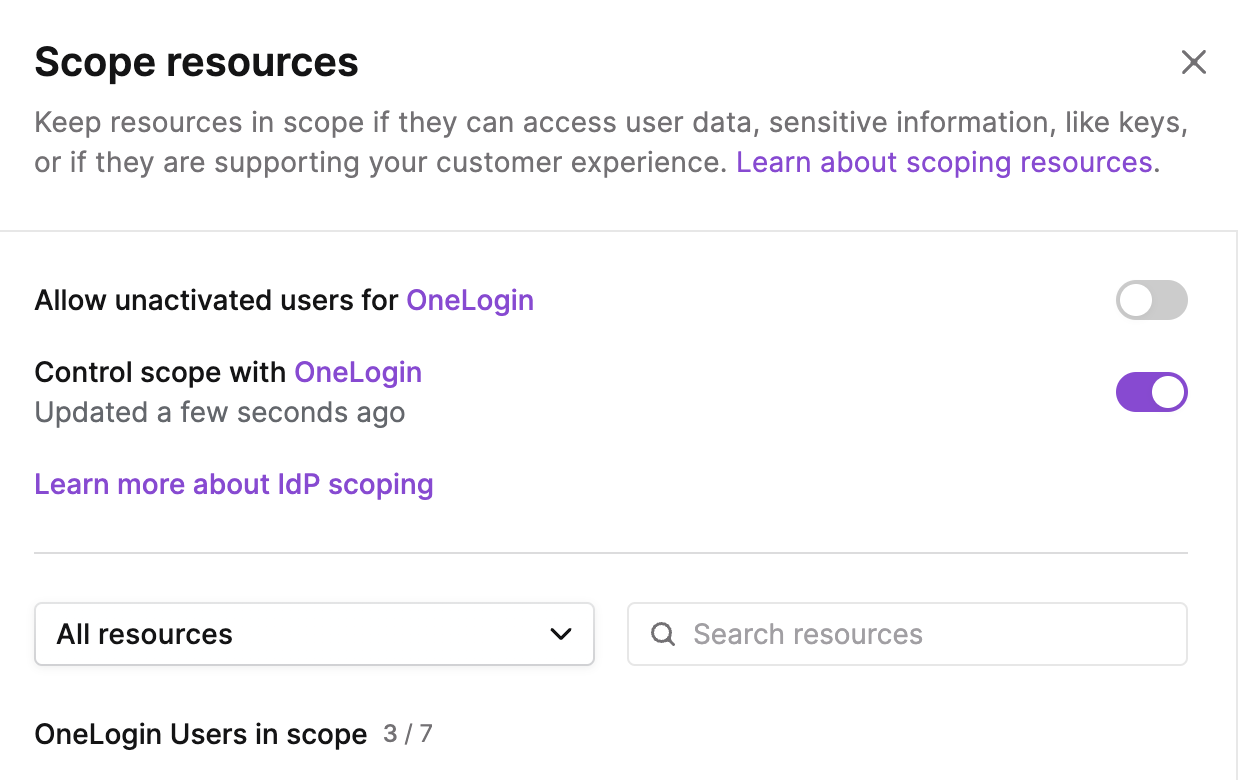 Scope resources
Keep resources in scope if they can access user data, sensitive information, like keys,
or if they are supporting your customer experience. Learn about scoping resources.
Allow unactivated users for OneLogin
Control scope with OneLogin
Updated a few seconds ago
Learn more about IdP scoping
All resources
Search resources
OneLogin Users in scope 3 / 7